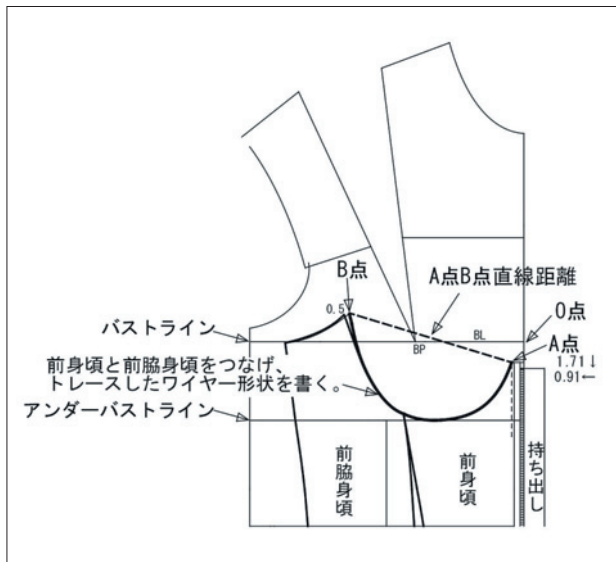 B点
A点B点直線距離
0.5
O点
バストライン
BL
BP
A点
1.71↓
0.91←
前身頃と前脇身頃をつなげ、
トレースしたワイヤー形状を書く。
アンダーバストライン
前脇身頃
前身頃
持ち出し